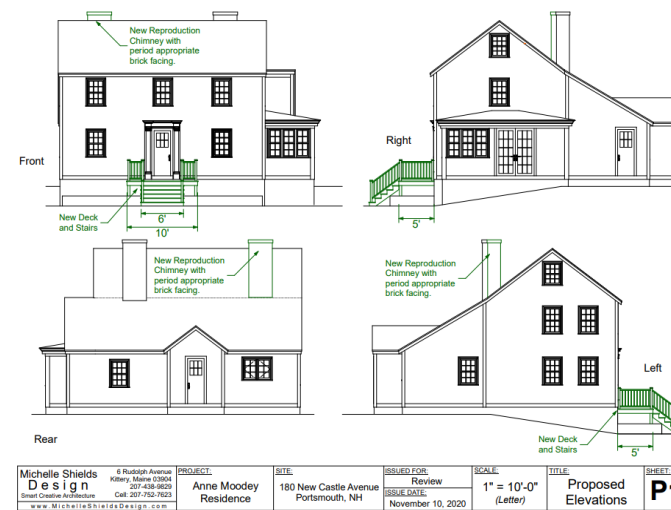 New Reproduction
Chimney with
period appropriate
brick facing.
Front
New Deck
and Stairs
6'
10'
Right
5'
New Reproduction
Chimney with
period appropriate
brick facing.
Rear
New Reproduction
Chimney with
period appropriate
brick facing.
Left
New Deck
and Stairs
5'
Michelle Shields
Design
Smart Creative Architecture
6 Rudolph Avenue
Kittery, Maine 03904
207-438-9829
Cell: 207-752-7623
www.MichelleShieldsDesign.com
PROJECT:
Anne Moodey
Residence
SITE:
180 New Castle Avenue
Portsmouth, NH
ISSUED FOR:
Review
ISSUE DATE:
November 10, 2020
SCALE:
1" = 10'-0"
(Letter)
TITLE:
Proposed
Elevations
SHEET: